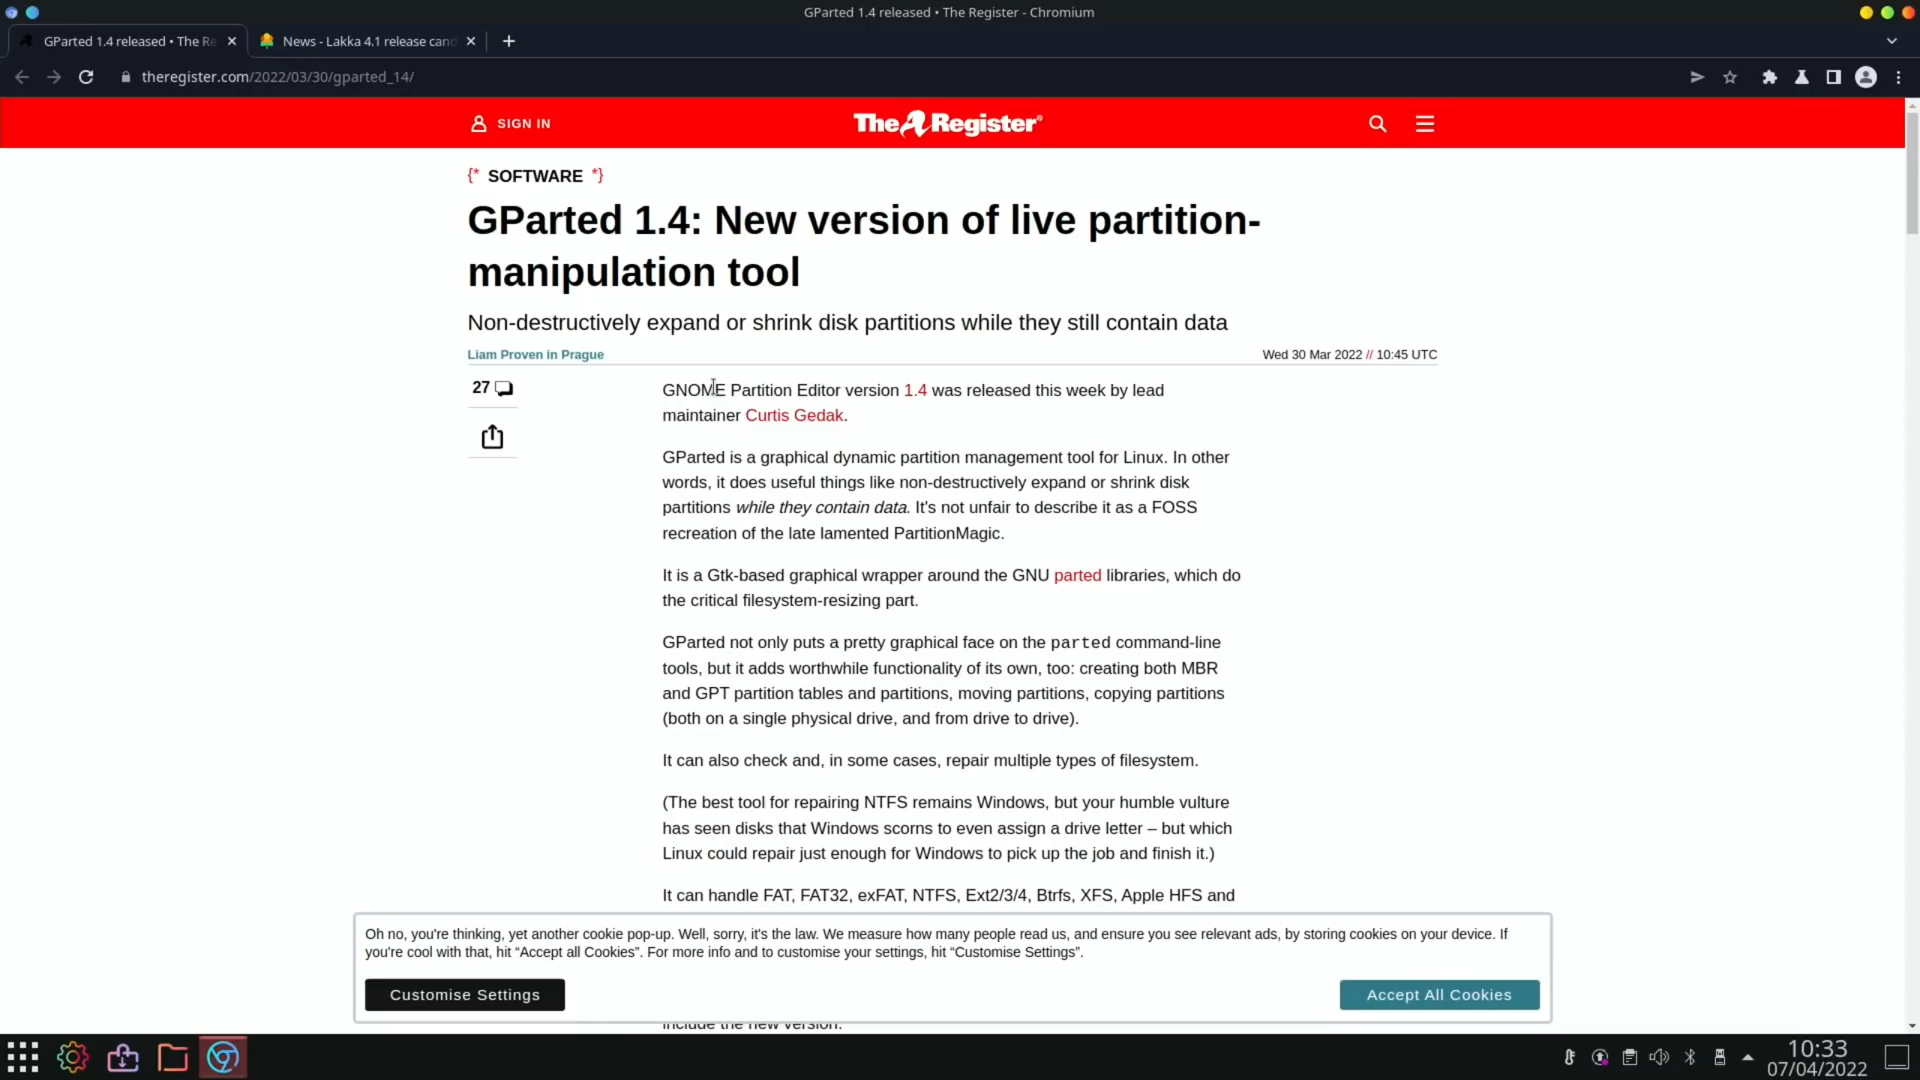 GParted 1.4 released • The Register - Chromium
GParted 1.4 released • The Re
News - Lakka 4.1 release can
theregister.com/2022/03/30/gparted_14/
SIGN IN
The Register
{* SOFTWARE *}
GParted 1.4: New version of live partition-
manipulation tool
Non-destructively expand or shrink disk partitions while they still contain data
Liam Proven in Prague
Wed 30 Mar 2022 // 10:45 UTC
27
GNOME Partition Editor version 1.4 was released this week by lead
maintainer Curtis Gedak.
GParted is a graphical dynamic partition management tool for Linux. In other
words, it does useful things like non-destructively expand or shrink disk
partitions while they contain data. It's not unfair to describe it as a FOSS
recreation of the late lamented PartitionMagic.
It is a Gtk-based graphical wrapper around the GNU parted libraries, which do
the critical filesystem-resizing part.
GParted not only puts a pretty graphical face on the parted command-line
tools, but it adds worthwhile functionality of its own, too: creating both MBR
and GPT partition tables and partitions, moving partitions, copying partitions
(both on a single physical drive, and from drive to drive).
It can also check and, in some cases, repair multiple types of filesystem.
(The best tool for repairing NTFS remains Windows, but your humble vulture
has seen disks that Windows scorns to even assign a drive letter – but which
Linux could repair just enough for Windows to pick up the job and finish it.)
It can handle FAT, FAT32, exFAT, NTFS, Ext2/3/4, Btrfs, XFS, Apple HFS and
Oh no, you're thinking, yet another cookie pop-up. Well, sorry, it's the law. We measure how many people read us, and ensure you see relevant ads, by storing cookies on your device. If
you're cool with that, hit “Accept all Cookies”. For more info and to customise your settings, hit “Customise Settings”.
Customise Settings
Accept All Cookies
include the new version.
10:33
07/04/2022